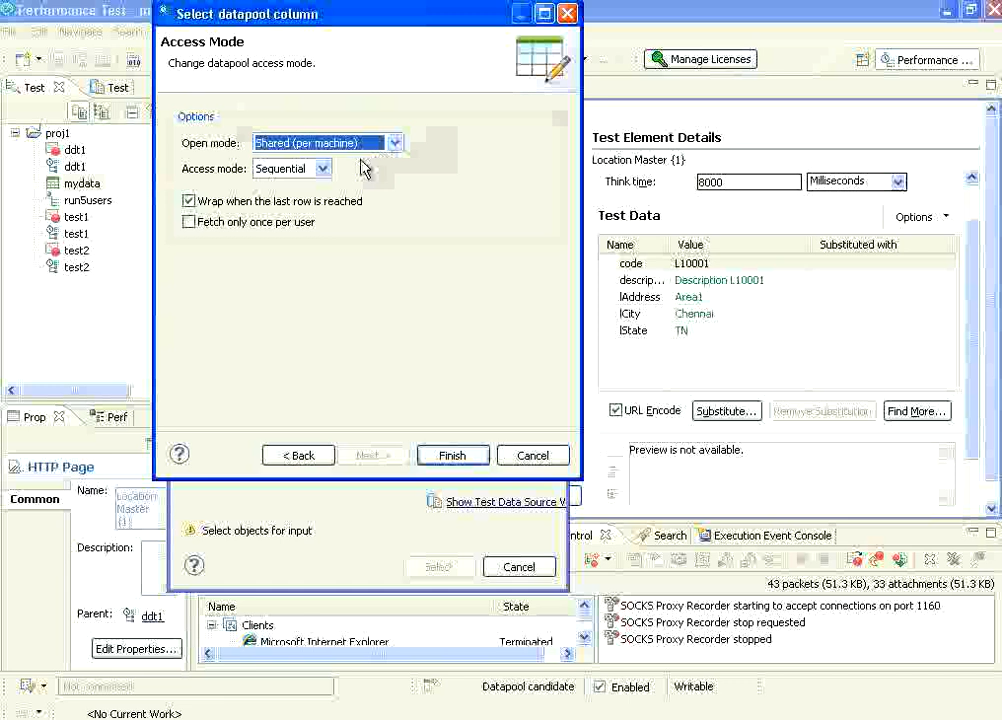 Performance Test
Select datapool column
File Edit Navigate Search
Access Mode
Change datapool access mode.
Manage Licenses
Performance ...
Test
Test
Options
Open mode: Shared (per machine)
Access mode: Sequential
Wrap when the last row is reached
Fetch only once per user
proj1
ddt1
ddt1
mydata
run5users
test1
test1
test2
test2
Test Element Details
Location Master {1}
Think time: 8000 Milliseconds
Test Data
Options
Name Value Substituted with
code L10001
descrip... Description L10001
lAddress Area1
lCity Chennai
lState TN
URL Encode Substitute... Remove Substitution Find More...
Preview is not available.
Prop
Perf
< Back Next > Finish Cancel
HTTP Page
Common
Name: Location Master {}
Description:
Parent: ddt1
Edit Properties...
Show Test Data Source
Select objects for input
Select Cancel
Search Execution Event Console
43 packets (51.3 KB), 33 attachments (51.3 KB)
Name State
Clients
Microsoft Internet Explorer Terminated
SOCKS Proxy Recorder starting to accept connections on port 1160
SOCKS Proxy Recorder stop requested
SOCKS Proxy Recorder stopped
Not connected
Datapool candidate Enabled Writable
<No Current Work>